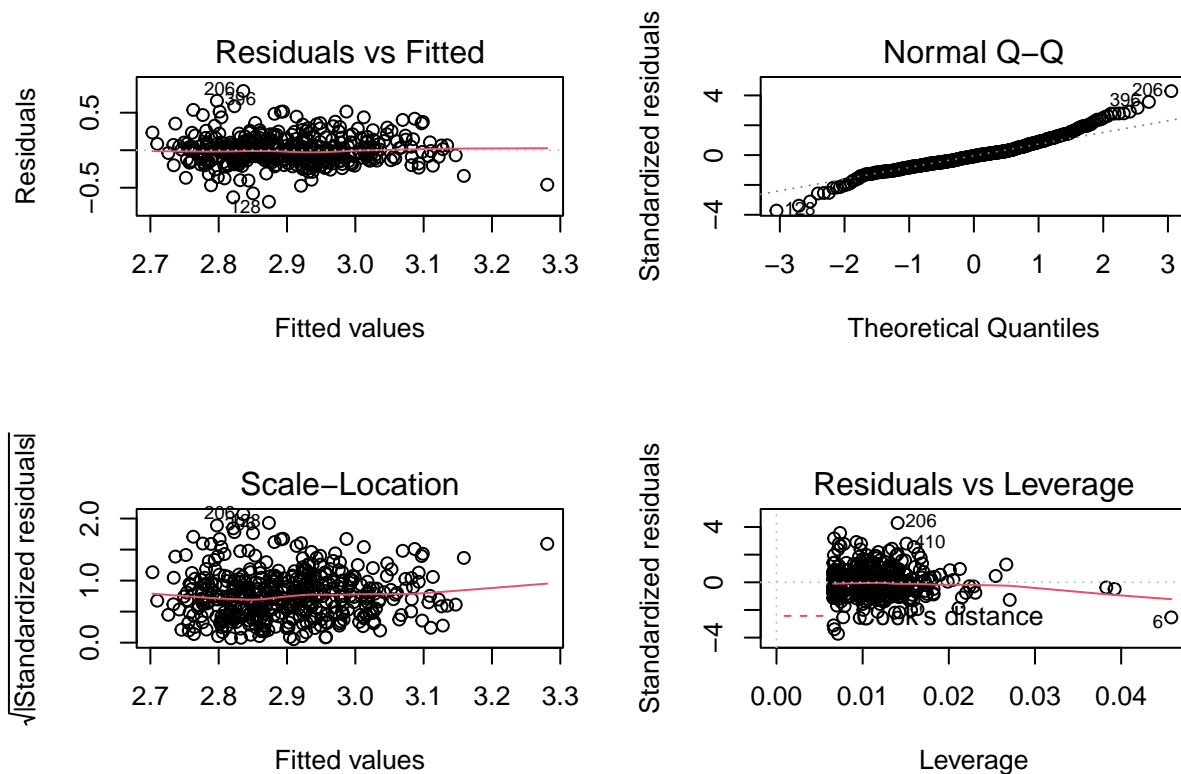 Residuals vs Fitted
Residuals
0.5
−0.5
206
396
128
2.7 2.8 2.9 3.0 3.1 3.2 3.3
Fitted values
Normal Q−Q
Standardized residuals
4
0
−4
206
396
128
−3 −2 −1 0 1 2 3
Theoretical Quantiles
Scale−Location
√|Standardized residuals|
2.0
1.0
0.0
206
2.7 2.8 2.9 3.0 3.1 3.2 3.3
Fitted values
Residuals vs Leverage
Standardized residuals
4
0
−4
206
410
distance
6
0.00 0.01 0.02 0.03 0.04
Leverage